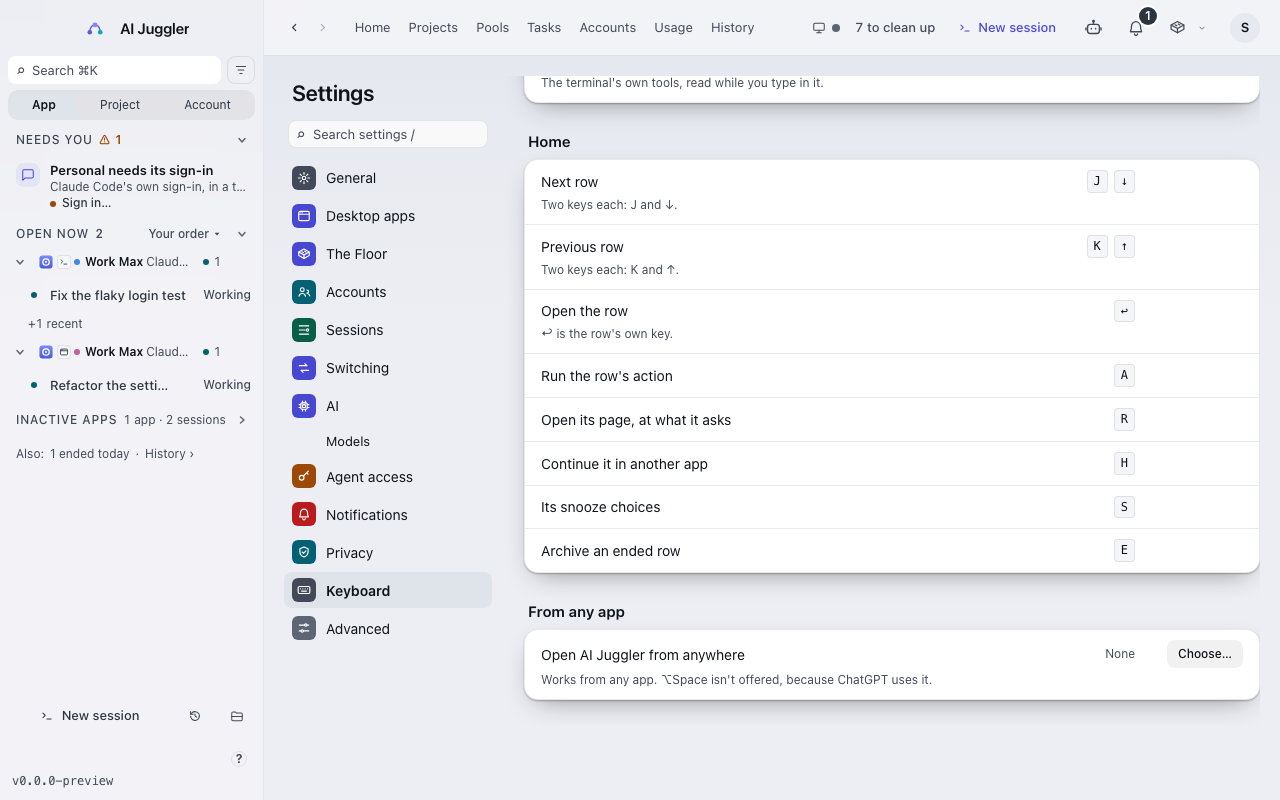 AI Juggler
Search ⌘K
App Project Account
NEEDS YOU 1
Personal needs its sign-in
Claude Code's own sign-in, in a t…
Sign in…
OPEN NOW 2 Your order
Work Max Claud… 1
Fix the flaky login test Working
+1 recent
Work Max Claud… 1
Refactor the setti… Working
INACTIVE APPS 1 app · 2 sessions
Also: 1 ended today · History ›
New session
?
v0.0.0-preview
Home Projects Pools Tasks Accounts Usage History 7 to clean up New session 1 S
Settings
Search settings /
General
Desktop apps
The Floor
Accounts
Sessions
Switching
AI
Models
Agent access
Notifications
Privacy
Keyboard
Advanced
The terminal's own tools, read while you type in it.
Home
Next row J ↓
Two keys each: J and ↓.
Previous row K ↑
Two keys each: K and ↑.
Open the row ↩
↩ is the row's own key.
Run the row's action A
Open its page, at what it asks R
Continue it in another app H
Its snooze choices S
Archive an ended row E
From any app
Open AI Juggler from anywhere None Choose…
Works from any app. ⌥Space isn't offered, because ChatGPT uses it.